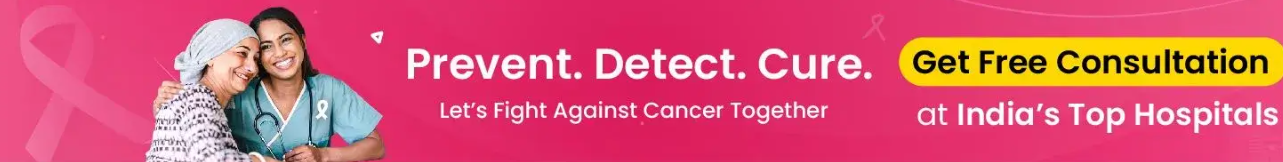 Prevent. Detect. Cure.
Let's Fight Against Cancer Together
Get Free Consultation
at India's Top Hospitals